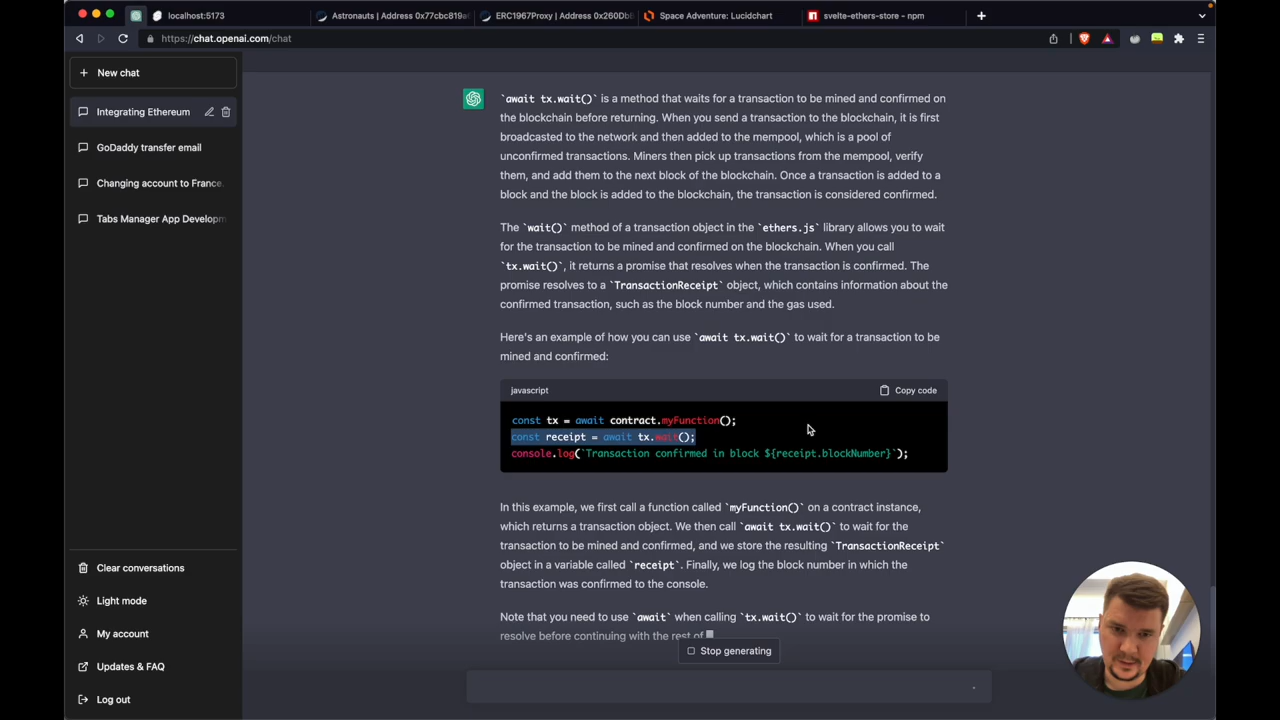 localhost:5173
Astronauts | Address 0x77cbc819a
ERC1967Proxy | Address 0x260Db
Space Adventure: Lucidchart
svelte-ethers-store - npm
https://chat.openai.com/chat
New chat
Integrating Ethereum
GoDaddy transfer email
Changing account to France.
Tabs Manager App Developm
Clear conversations
Light mode
My account
Updates & FAQ
Log out
`await tx.wait()` is a method that waits for a transaction to be mined and confirmed on
the blockchain before returning. When you send a transaction to the blockchain, it is first
broadcasted to the network and then added to the mempool, which is a pool of
unconfirmed transactions. Miners then pick up transactions from the mempool, verify
them, and add them to the next block of the blockchain. Once a transaction is added to a
block and the block is added to the blockchain, the transaction is considered confirmed.
The `wait()` method of a transaction object in the `ethers.js` library allows you to wait
for the transaction to be mined and confirmed on the blockchain. When you call
`tx.wait()`, it returns a promise that resolves when the transaction is confirmed. The
promise resolves to a `TransactionReceipt` object, which contains information about the
confirmed transaction, such as the block number and the gas used.
Here's an example of how you can use `await tx.wait()` to wait for a transaction to be
mined and confirmed:
javascript
Copy code
const tx = await contract.myFunction();
const receipt = await tx.wait();
console.log(`Transaction confirmed in block ${receipt.blockNumber}`);
In this example, we first call a function called `myFunction()` on a contract instance,
which returns a transaction object. We then call `await tx.wait()` to wait for the
transaction to be mined and confirmed, and we store the resulting `TransactionReceipt`
object in a variable called `receipt`. Finally, we log the block number in which the
transaction was confirmed to the console.
Note that you need to use `await` when calling `tx.wait()` to wait for the promise to
resolve before continuing with the rest of
Stop generating